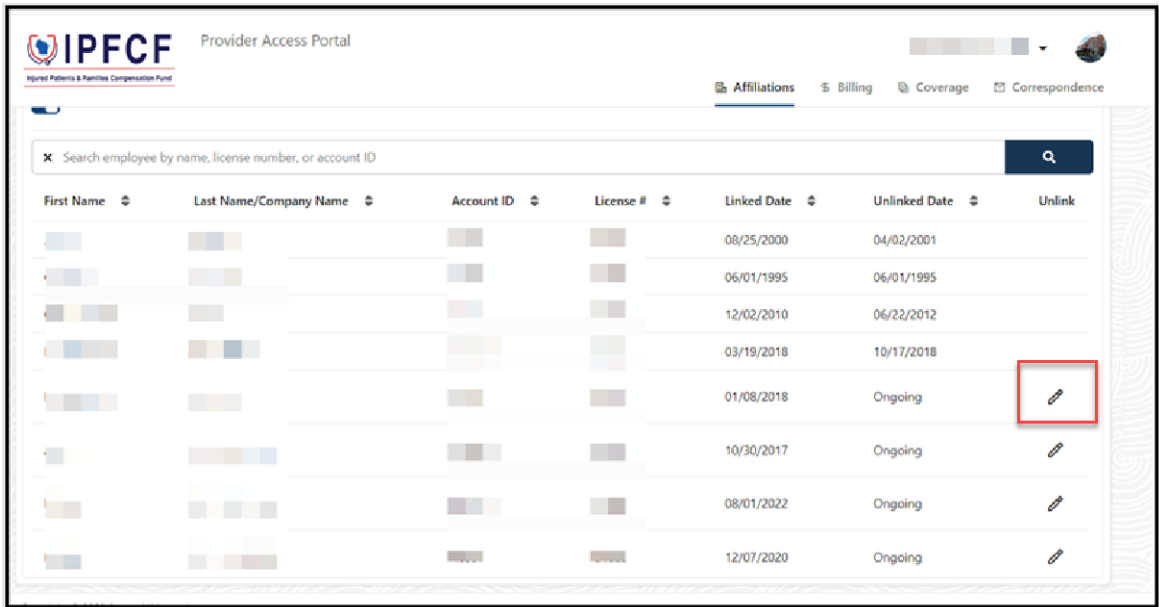 IPFCF
Injured Patients & Families Compensation Fund
Provider Access Portal
Affiliations Billing Coverage Correspondence
Search employee by name, license number, or account ID
First Name Last Name/Company Name Account ID License # Linked Date Unlinked Date Unlink
08/25/2000 04/02/2001
06/01/1995 06/01/1995
12/02/2010 06/22/2012
03/19/2018 10/17/2018
01/08/2018 Ongoing
10/30/2017 Ongoing
08/01/2022 Ongoing
12/07/2020 Ongoing